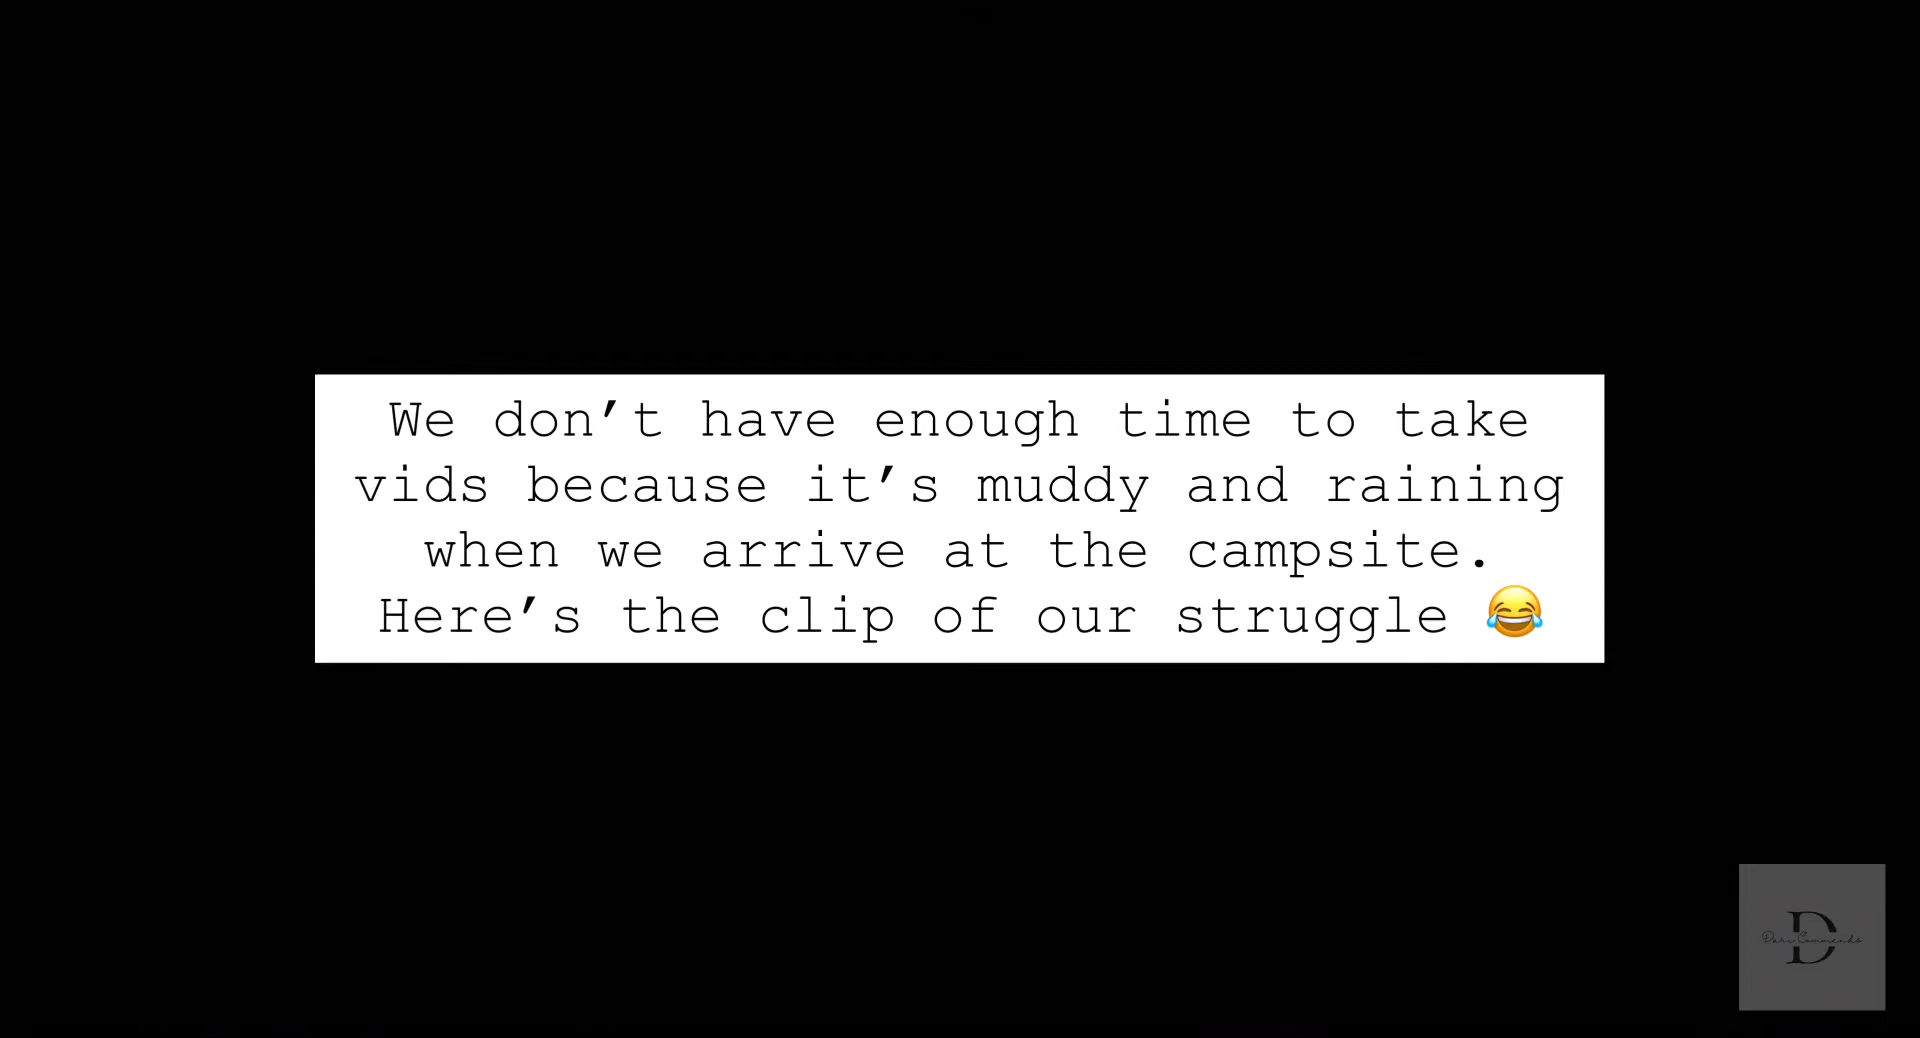 We don’t have enough time to take
vids because it’s muddy and raining
when we arrive at the campsite.
Here’s the clip of our struggle 😂
D